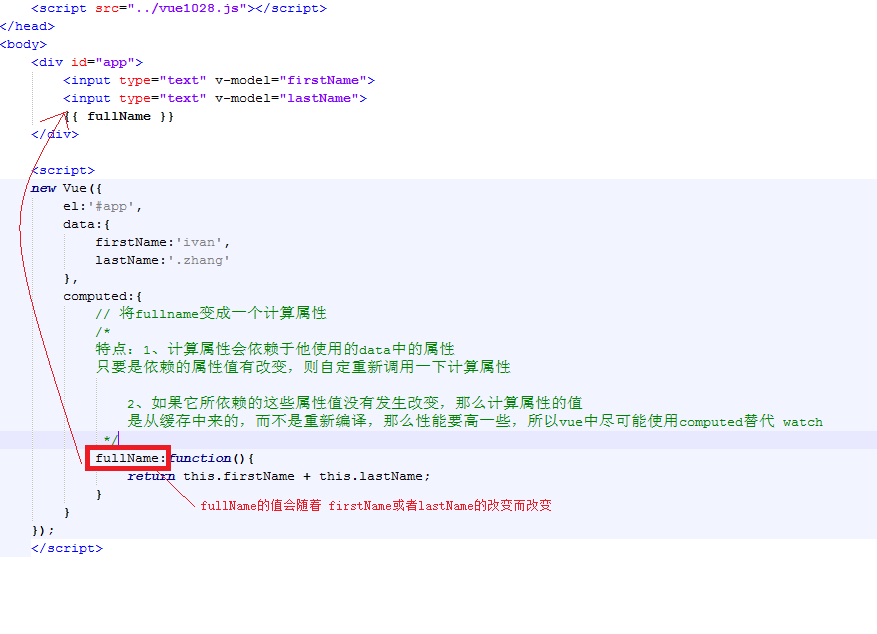 <script src="../vue1028.js"></script>
</head>
<body>
<div id="app">
<input type="text" v-model="firstName">
<input type="text" v-model="lastName">
{{ fullName }}
</div>
<script>
new Vue({
el:'#app',
data:{
firstName:'ivan',
lastName:'.zhang'
},
computed:{
// 将fullname变成一个计算属性
/*
特点：1、计算属性会依赖于他使用的data中的属性
只要是依赖的属性值有改变，则自定重新调用一下计算属性
2、如果它所依赖的这些属性值没有发生改变，那么计算属性的值
是从缓存中来的，而不是重新编译，那么性能要高一些，所以vue中尽可能使用computed替代 watch
*/
fullName:function(){
return this.firstName + this.lastName;
}
fullName的值会随着 firstName或者lastName的改变而改变
}
});
</script>